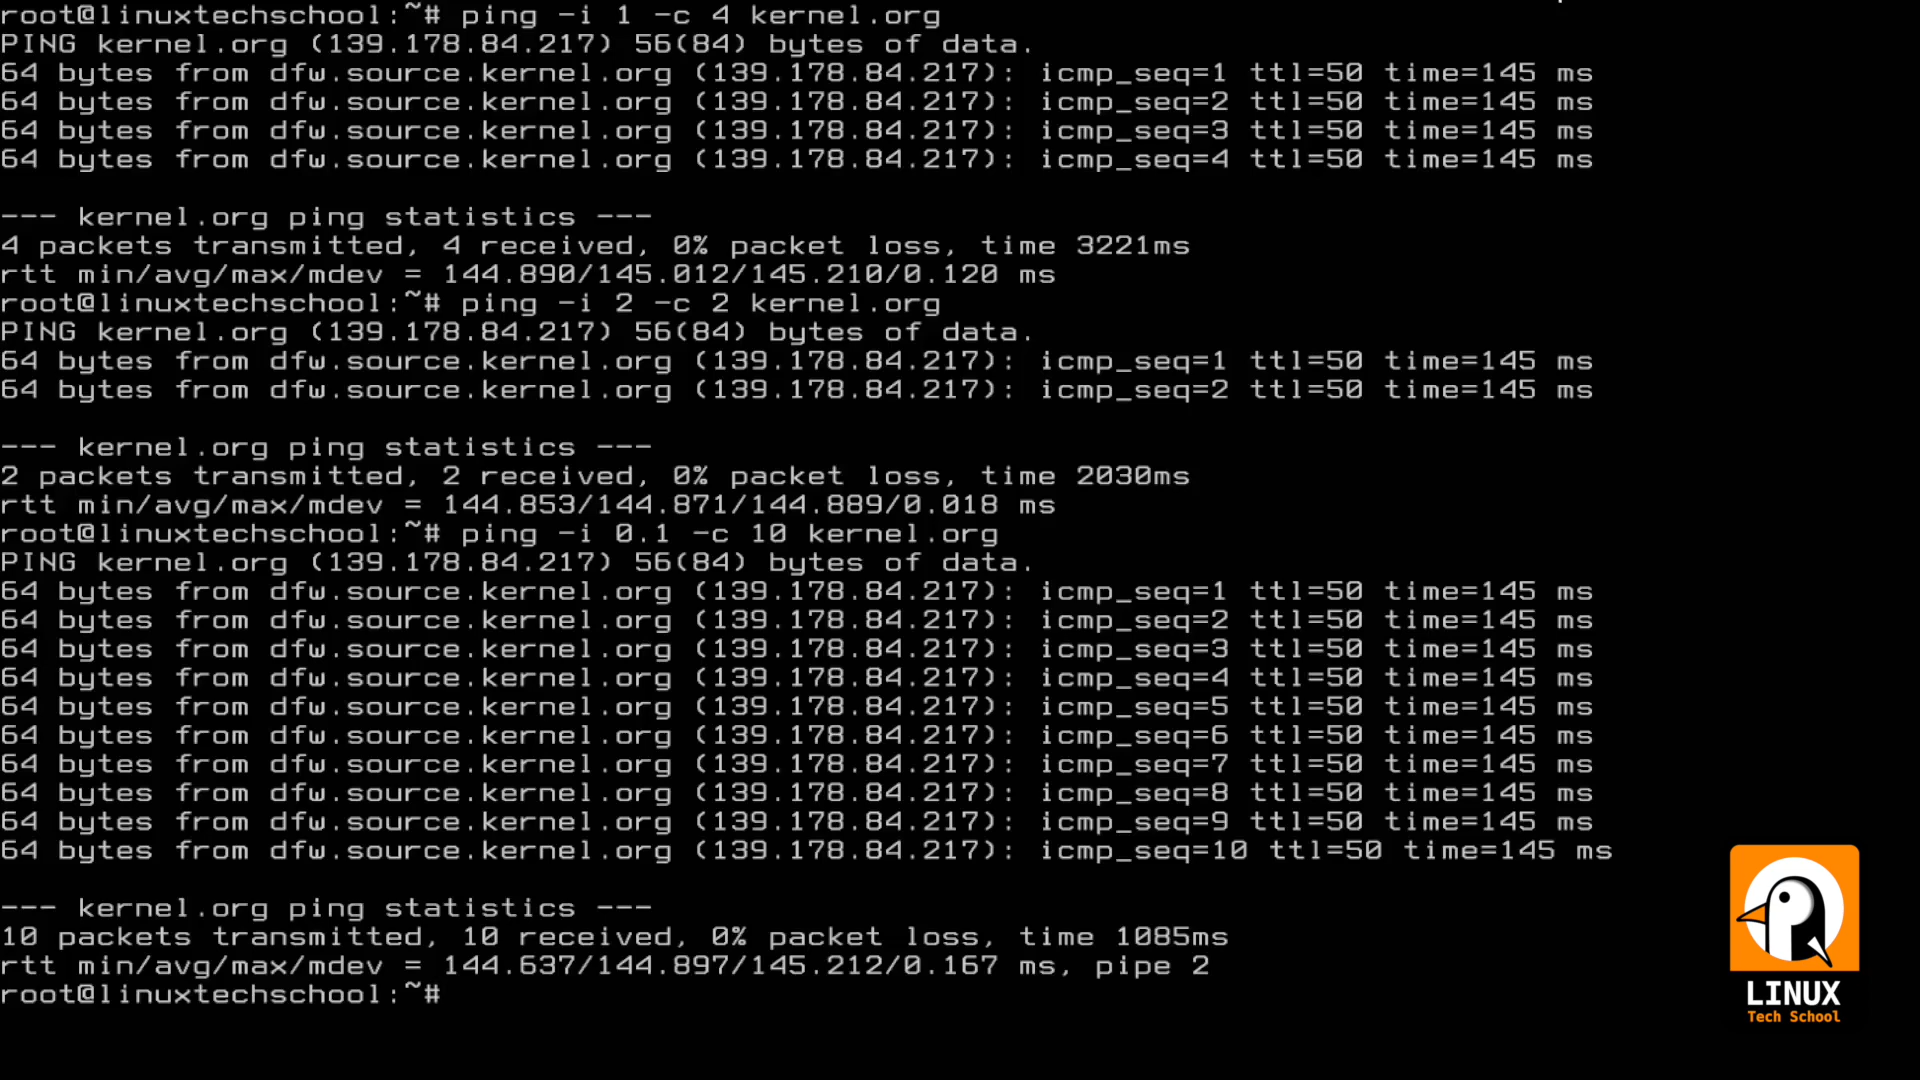 root@linuxtechschool:~# ping -i 1 -c 4 kernel.org
PING kernel.org (139.178.84.217) 56(84) bytes of data.
64 bytes from dfw.source.kernel.org (139.178.84.217): icmp_seq=1 ttl=50 time=145 ms
64 bytes from dfw.source.kernel.org (139.178.84.217): icmp_seq=2 ttl=50 time=145 ms
64 bytes from dfw.source.kernel.org (139.178.84.217): icmp_seq=3 ttl=50 time=145 ms
64 bytes from dfw.source.kernel.org (139.178.84.217): icmp_seq=4 ttl=50 time=145 ms
--- kernel.org ping statistics ---
4 packets transmitted, 4 received, 0% packet loss, time 3221ms
rtt min/avg/max/mdev = 144.890/145.012/145.210/0.120 ms
root@linuxtechschool:~# ping -i 2 -c 2 kernel.org
PING kernel.org (139.178.84.217) 56(84) bytes of data.
64 bytes from dfw.source.kernel.org (139.178.84.217): icmp_seq=1 ttl=50 time=145 ms
64 bytes from dfw.source.kernel.org (139.178.84.217): icmp_seq=2 ttl=50 time=145 ms
--- kernel.org ping statistics ---
2 packets transmitted, 2 received, 0% packet loss, time 2030ms
rtt min/avg/max/mdev = 144.853/144.871/144.889/0.018 ms
root@linuxtechschool:~# ping -i 0.1 -c 10 kernel.org
PING kernel.org (139.178.84.217) 56(84) bytes of data.
64 bytes from dfw.source.kernel.org (139.178.84.217): icmp_seq=1 ttl=50 time=145 ms
64 bytes from dfw.source.kernel.org (139.178.84.217): icmp_seq=2 ttl=50 time=145 ms
64 bytes from dfw.source.kernel.org (139.178.84.217): icmp_seq=3 ttl=50 time=145 ms
64 bytes from dfw.source.kernel.org (139.178.84.217): icmp_seq=4 ttl=50 time=145 ms
64 bytes from dfw.source.kernel.org (139.178.84.217): icmp_seq=5 ttl=50 time=145 ms
64 bytes from dfw.source.kernel.org (139.178.84.217): icmp_seq=6 ttl=50 time=145 ms
64 bytes from dfw.source.kernel.org (139.178.84.217): icmp_seq=7 ttl=50 time=145 ms
64 bytes from dfw.source.kernel.org (139.178.84.217): icmp_seq=8 ttl=50 time=145 ms
64 bytes from dfw.source.kernel.org (139.178.84.217): icmp_seq=9 ttl=50 time=145 ms
64 bytes from dfw.source.kernel.org (139.178.84.217): icmp_seq=10 ttl=50 time=145 ms
--- kernel.org ping statistics ---
10 packets transmitted, 10 received, 0% packet loss, time 1085ms
rtt min/avg/max/mdev = 144.637/144.897/145.212/0.167 ms, pipe 2
root@linuxtechschool:~#
LINUX
Tech School